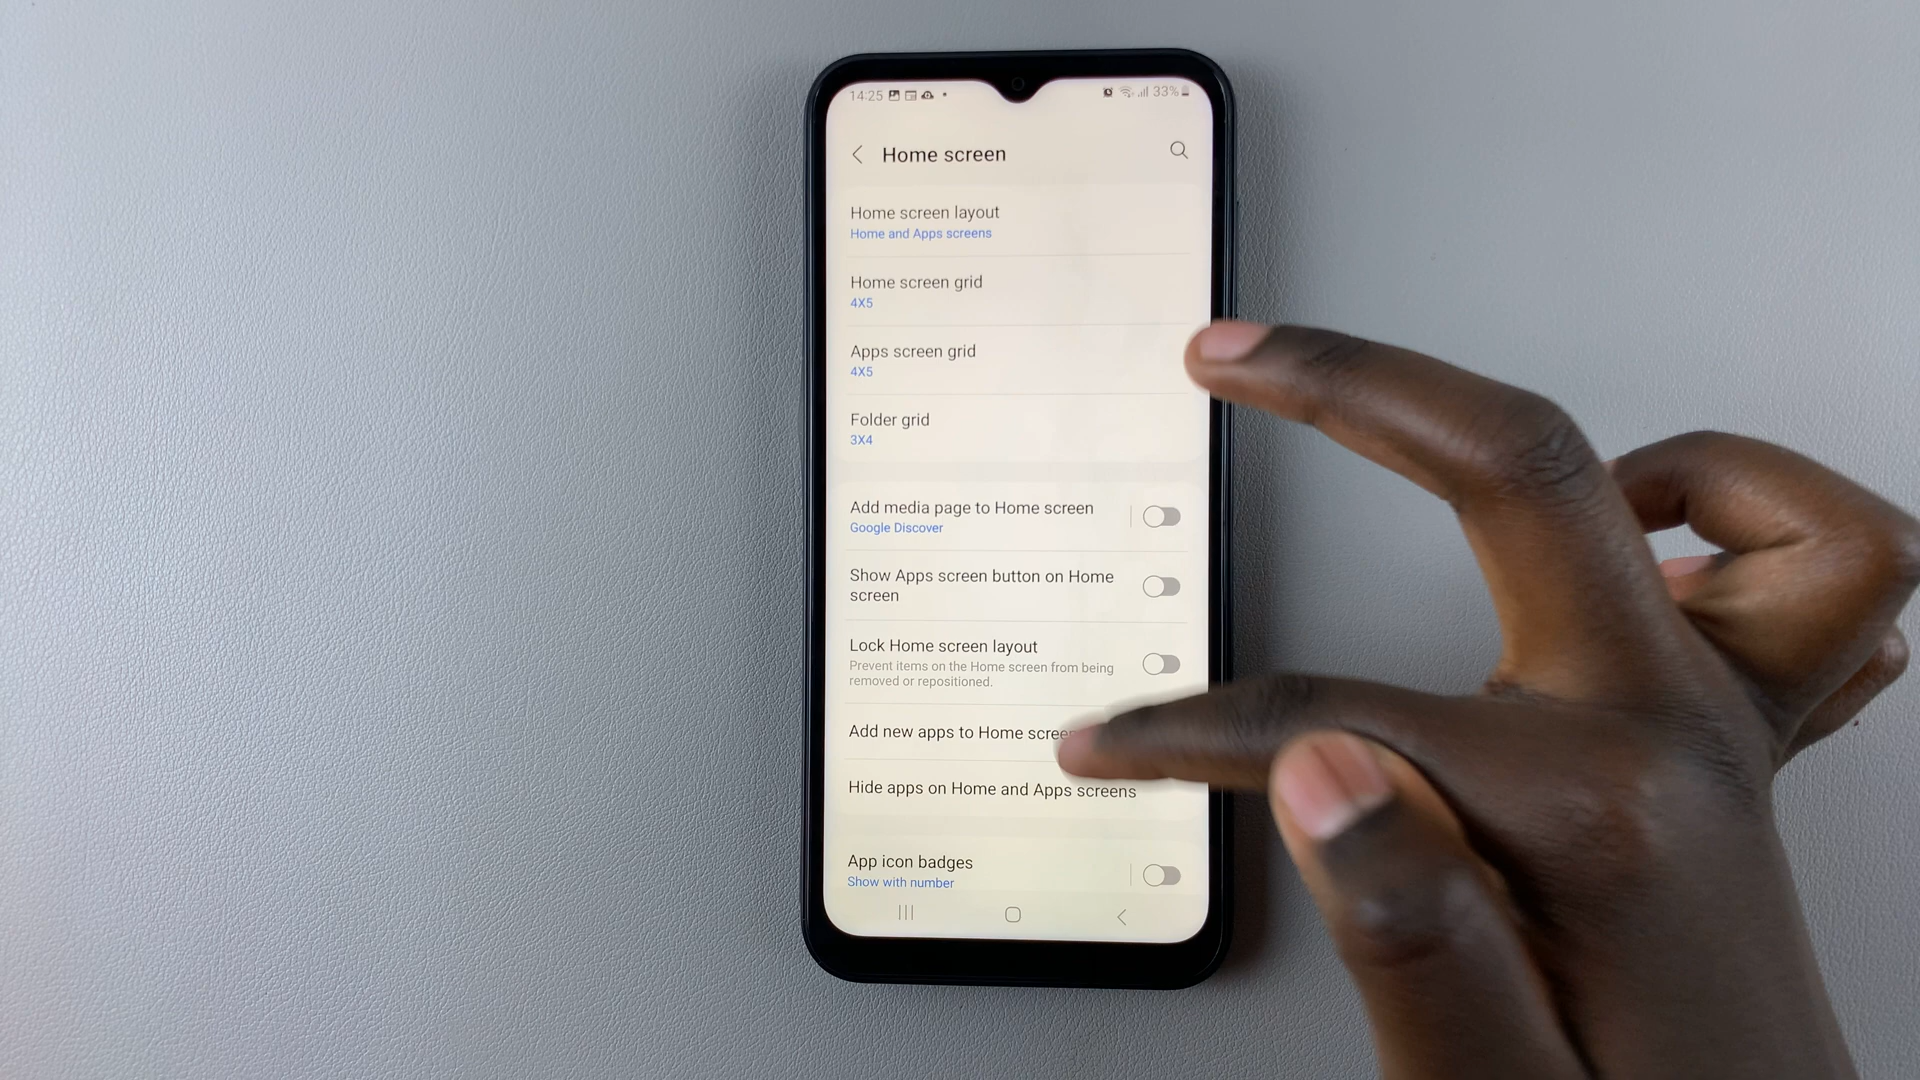 14:25
33%
Home screen
Home screen layout
Home and Apps screens
Home screen grid
4X5
Apps screen grid
4X5
Folder grid
3X4
Add media page to Home screen
Google Discover
Show Apps screen button on Home
screen
Lock Home screen layout
Prevent items on the Home screen from being
removed or repositioned.
Add new apps to Home screen
Hide apps on Home and Apps screens
App icon badges
Show with number